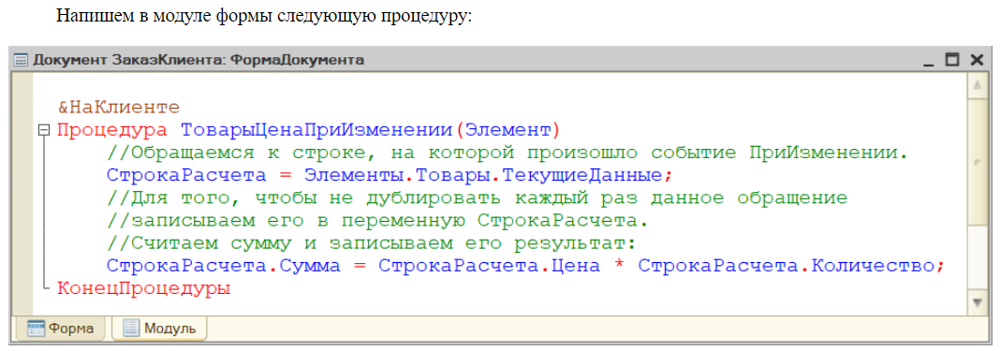 Напишем в модуле формы следующую процедуру:
Документ ЗаказКлиента: ФормаДокумента
&НаКлиенте
Процедура ТоварыЦенаПриИзменении(Элемент)
//Обращаемся к строке, на которой произошло событие ПриИзменении.
СтрокаРасчета = Элементы.Товары.ТекущиеДанные;
//Для того, чтобы не дублировать каждый раз данное обращение
//записываем его в переменную СтрокаРасчета.
//Считаем сумму и записываем его результат:
СтрокаРасчета.Сумма = СтрокаРасчета.Цена * СтрокаРасчета.Количество;
КонецПроцедуры
Форма Модуль